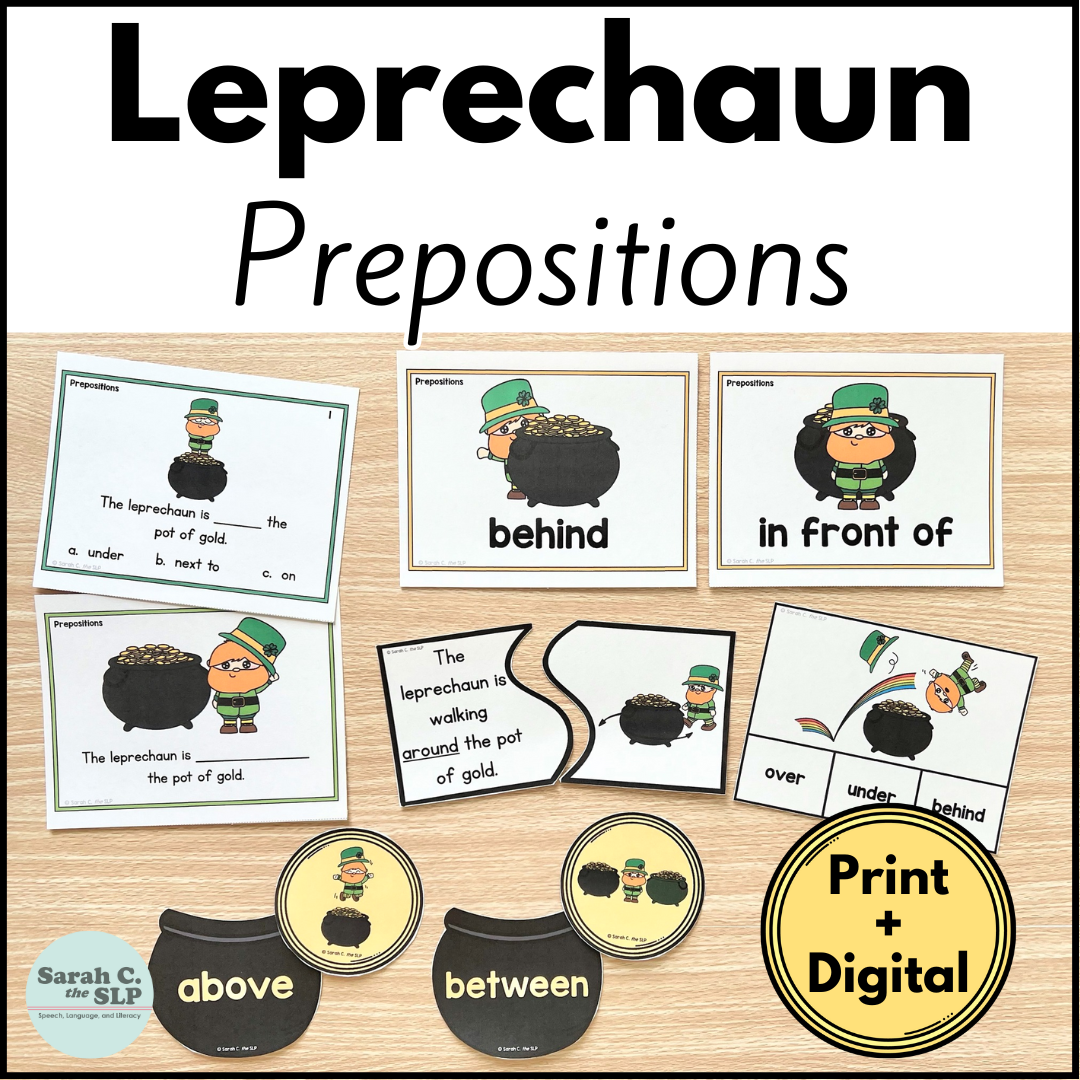 Leprechaun
Prepositions
Prepositions
1
The leprechaun is ______ the
pot of gold.
a. under b. next to c. on
© Sarah C. the SLP
Prepositions
behind
© Sarah C. the SLP
Prepositions
in front of
© Sarah C. the SLP
Prepositions
The leprechaun is ______________
the pot of gold.
© Sarah C. the SLP
© Sarah C. the SLP
The
leprechaun is
walking
around the pot
of gold.
© Sarah C. the SLP
over under behind
above
© Sarah C. the SLP
© Sarah C. the SLP
between
© Sarah C. the SLP
© Sarah C. the SLP
Print
+
Digital
Sarah C.
the SLP
Speech, Language, and Literacy